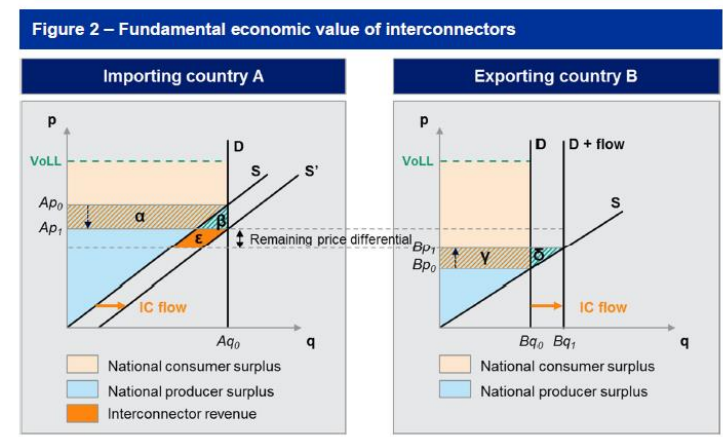 Figure 2 – Fundamental economic value of interconnectors
Importing country A
p
VoLL
D
S
S'
Ap0
α
β
Ap1
ε
Remaining price differential
IC flow
Aq0
q
National consumer surplus
National producer surplus
Interconnector revenue
Exporting country B
p
D
D + flow
VoLL
S
Bp1
γ
δ
Bp0
IC flow
Bq0
Bq1
q
National consumer surplus
National producer surplus